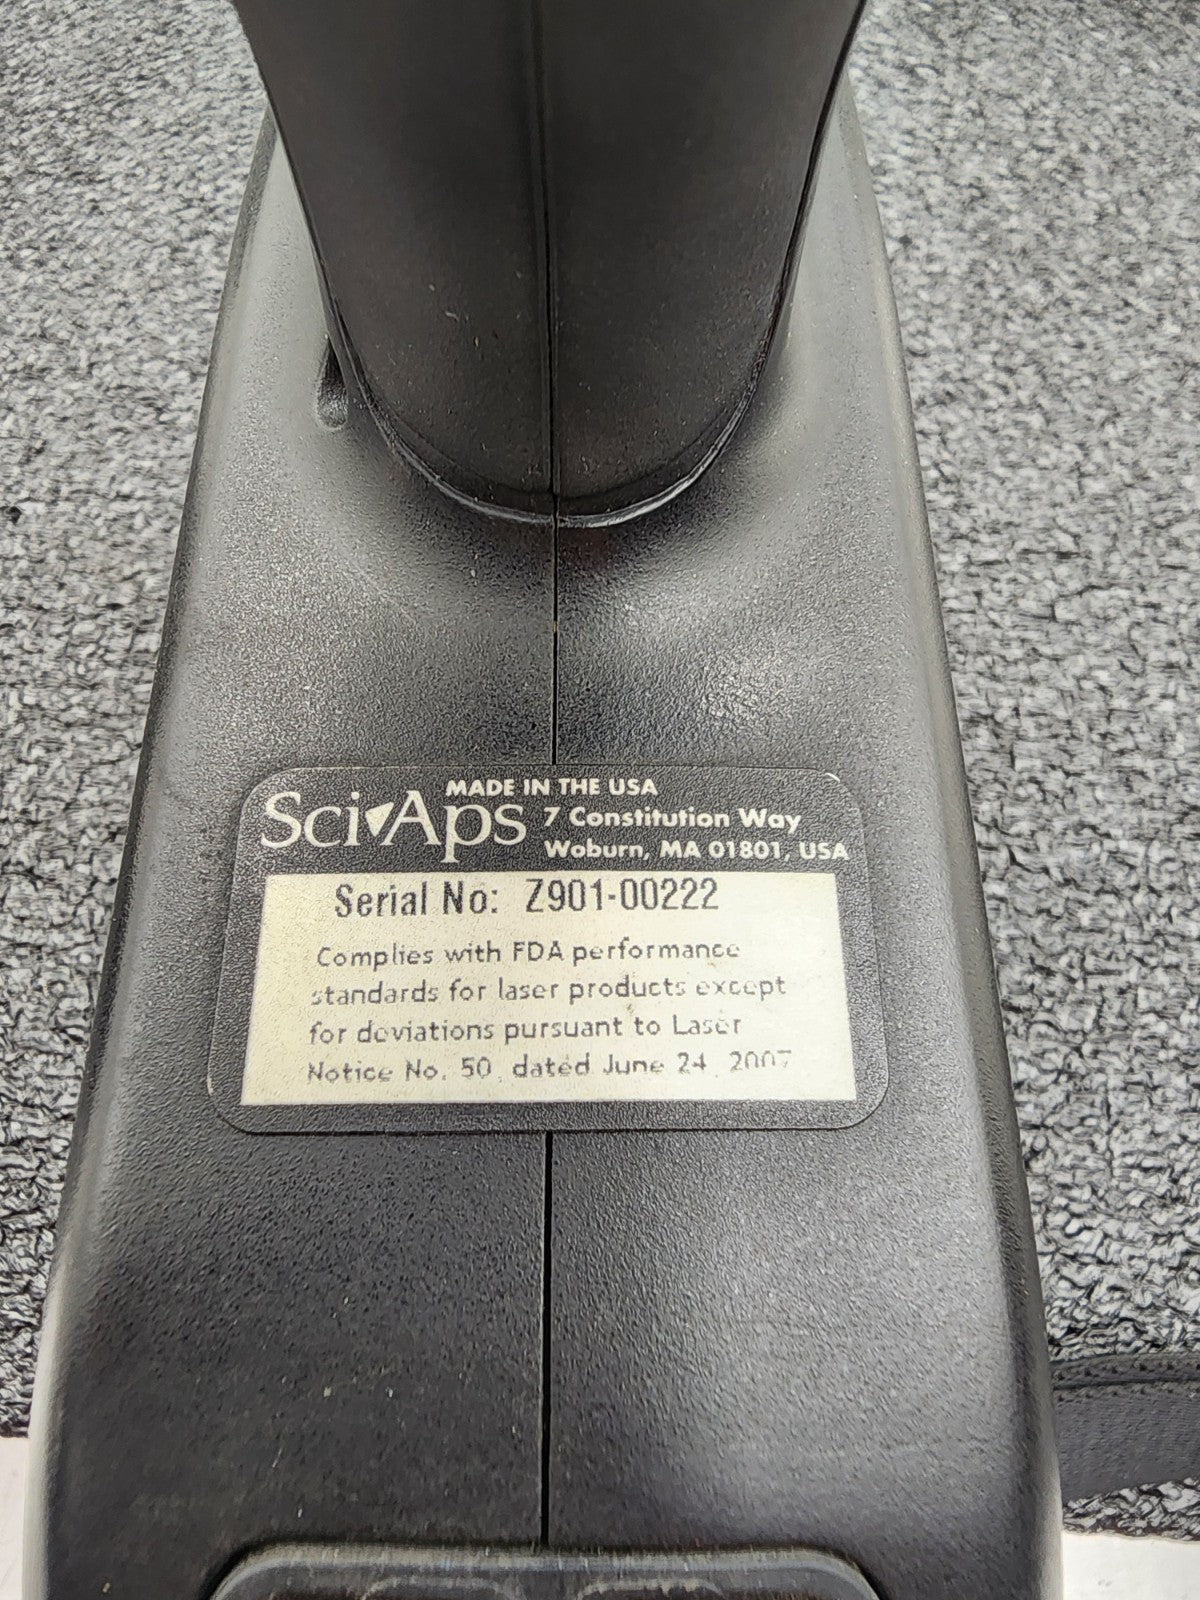 MADE IN THE USA
SciAps 7 Constitution Way
Woburn, MA 01801, USA
Serial No: Z901-00222
Complies with FDA performance
standards for laser products except
for deviations pursuant to Laser
Notice No. 50, dated June 24, 2007